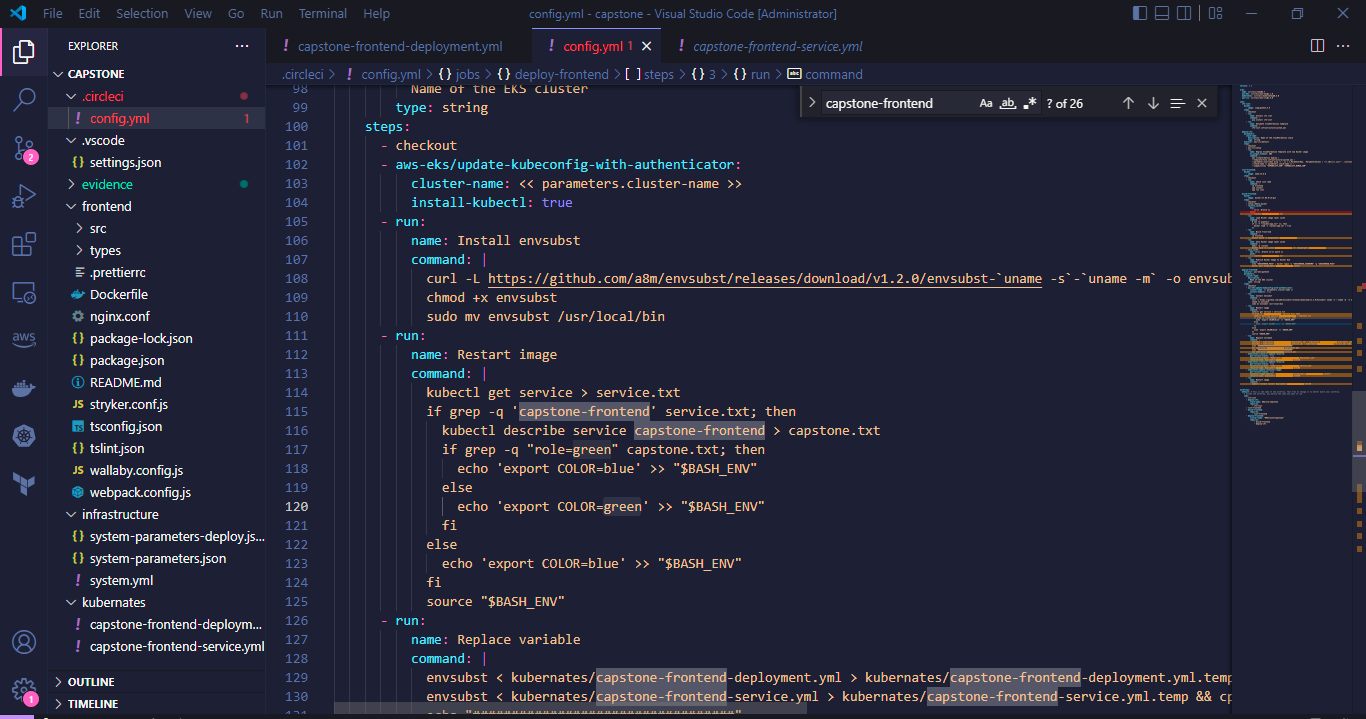 File Edit Selection View Go Run Terminal Help config.yml - capstone - Visual Studio Code [Administrator]
EXPLORER
CAPSTONE
.circleci
config.yml 1
.vscode
settings.json
evidence
frontend
src
types
.prettierrc
Dockerfile
nginx.conf
package-lock.json
package.json
README.md
stryker.conf.js
tsconfig.json
tslint.json
wallaby.config.js
webpack.config.js
infrastructure
system-parameters-deploy.js...
system-parameters.json
system.yml
kubernates
capstone-frontend-deploym...
capstone-frontend-service.yml
OUTLINE
TIMELINE
aws
2
1
capstone-frontend-deployment.yml config.yml 1 capstone-frontend-service.yml
.circleci > config.yml > {} jobs > {} deploy-frontend > [ ] steps > {} 3 > {} run > abc command
capstone-frontend Aa ab .* ? of 26
98 Name of the EKS cluster
99 type: string
100 steps:
101 - checkout
102 - aws-eks/update-kubeconfig-with-authenticator:
103 cluster-name: << parameters.cluster-name >>
104 install-kubectl: true
105 - run:
106 name: Install envsubst
107 command: |
108 curl -L https://github.com/a8m/envsubst/releases/download/v1.2.0/envsubst-`uname -s`-`uname -m` -o envsub
109 chmod +x envsubst
110 sudo mv envsubst /usr/local/bin
111 - run:
112 name: Restart image
113 command: |
114 kubectl get service > service.txt
115 if grep -q 'capstone-frontend' service.txt; then
116 kubectl describe service capstone-frontend > capstone.txt
117 if grep -q "role=green" capstone.txt; then
118 echo 'export COLOR=blue' >> "$BASH_ENV"
119 else
120 echo 'export COLOR=green' >> "$BASH_ENV"
121 fi
122 else
123 echo 'export COLOR=blue' >> "$BASH_ENV"
124 fi
125 source "$BASH_ENV"
126 - run:
127 name: Replace variable
128 command: |
129 envsubst < kubernates/capstone-frontend-deployment.yml > kubernates/capstone-frontend-deployment.yml.temp
130 envsubst < kubernates/capstone-frontend-service.yml > kubernates/capstone-frontend-service.yml.temp && cp